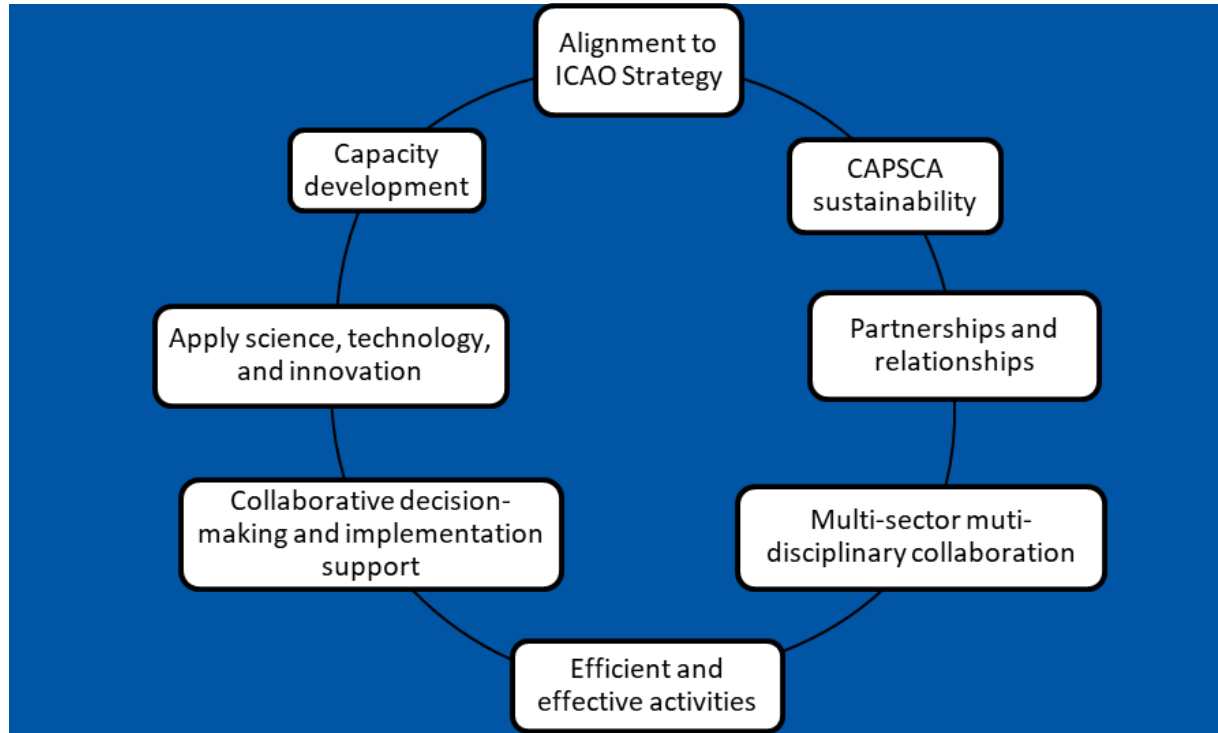 Alignment to
ICAO Strategy
CAPSCA
sustainability
Partnerships and
relationships
Multi-sector muti-
disciplinary collaboration
Efficient and
effective activities
Collaborative decision-
making and implementation
support
Apply science, technology,
and innovation
Capacity
development